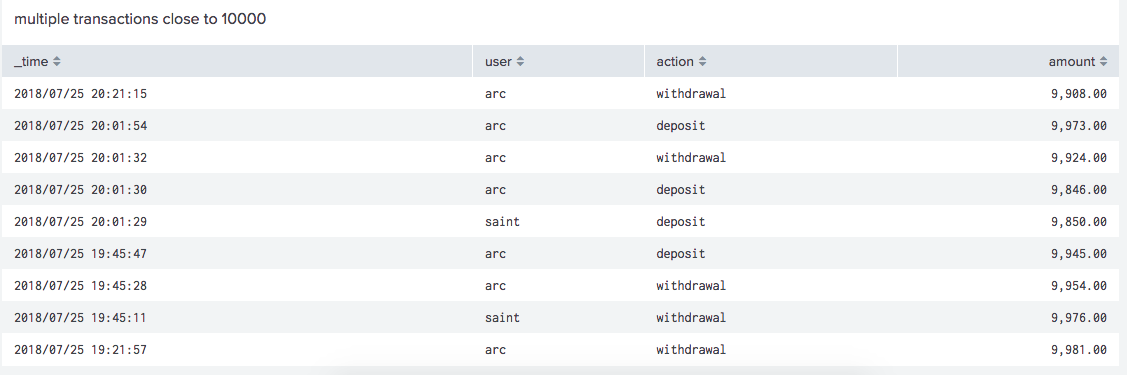 multiple transactions close to 10000
_time user action amount
2018/07/25 20:21:15 arc withdrawal 9,908.00
2018/07/25 20:01:54 arc deposit 9,973.00
2018/07/25 20:01:32 arc withdrawal 9,924.00
2018/07/25 20:01:30 arc deposit 9,846.00
2018/07/25 20:01:29 saint deposit 9,850.00
2018/07/25 19:45:47 arc deposit 9,945.00
2018/07/25 19:45:28 arc withdrawal 9,954.00
2018/07/25 19:45:11 saint withdrawal 9,976.00
2018/07/25 19:21:57 arc withdrawal 9,981.00